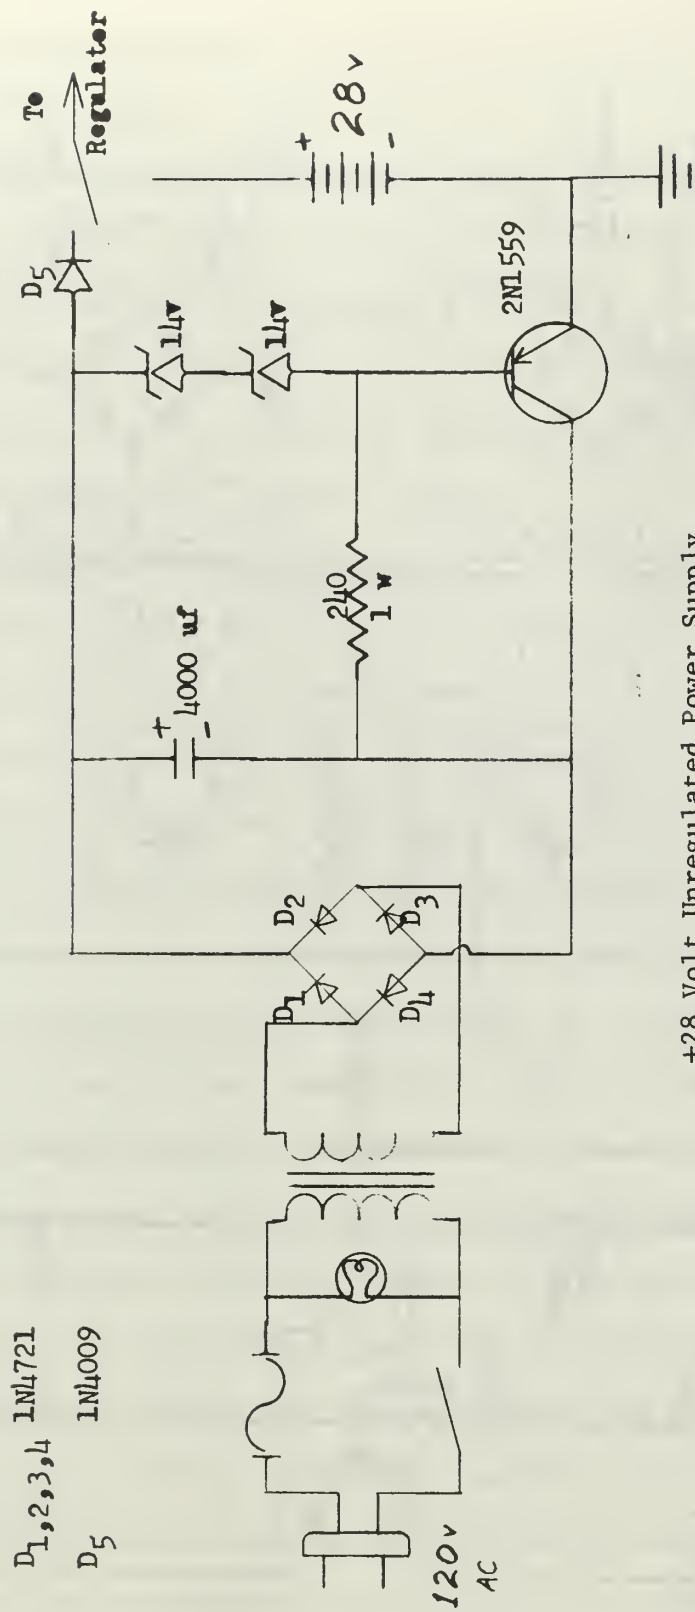 D1,2,3,4 1N4721
D5 1N4009
120v
AC
D1
D2
D3
D4
+
4000 uf
-
240
1 w
14v
14v
D5
To
Regulator
+
28v
-
2N1559
+28 Volt Unregulated Power Supply